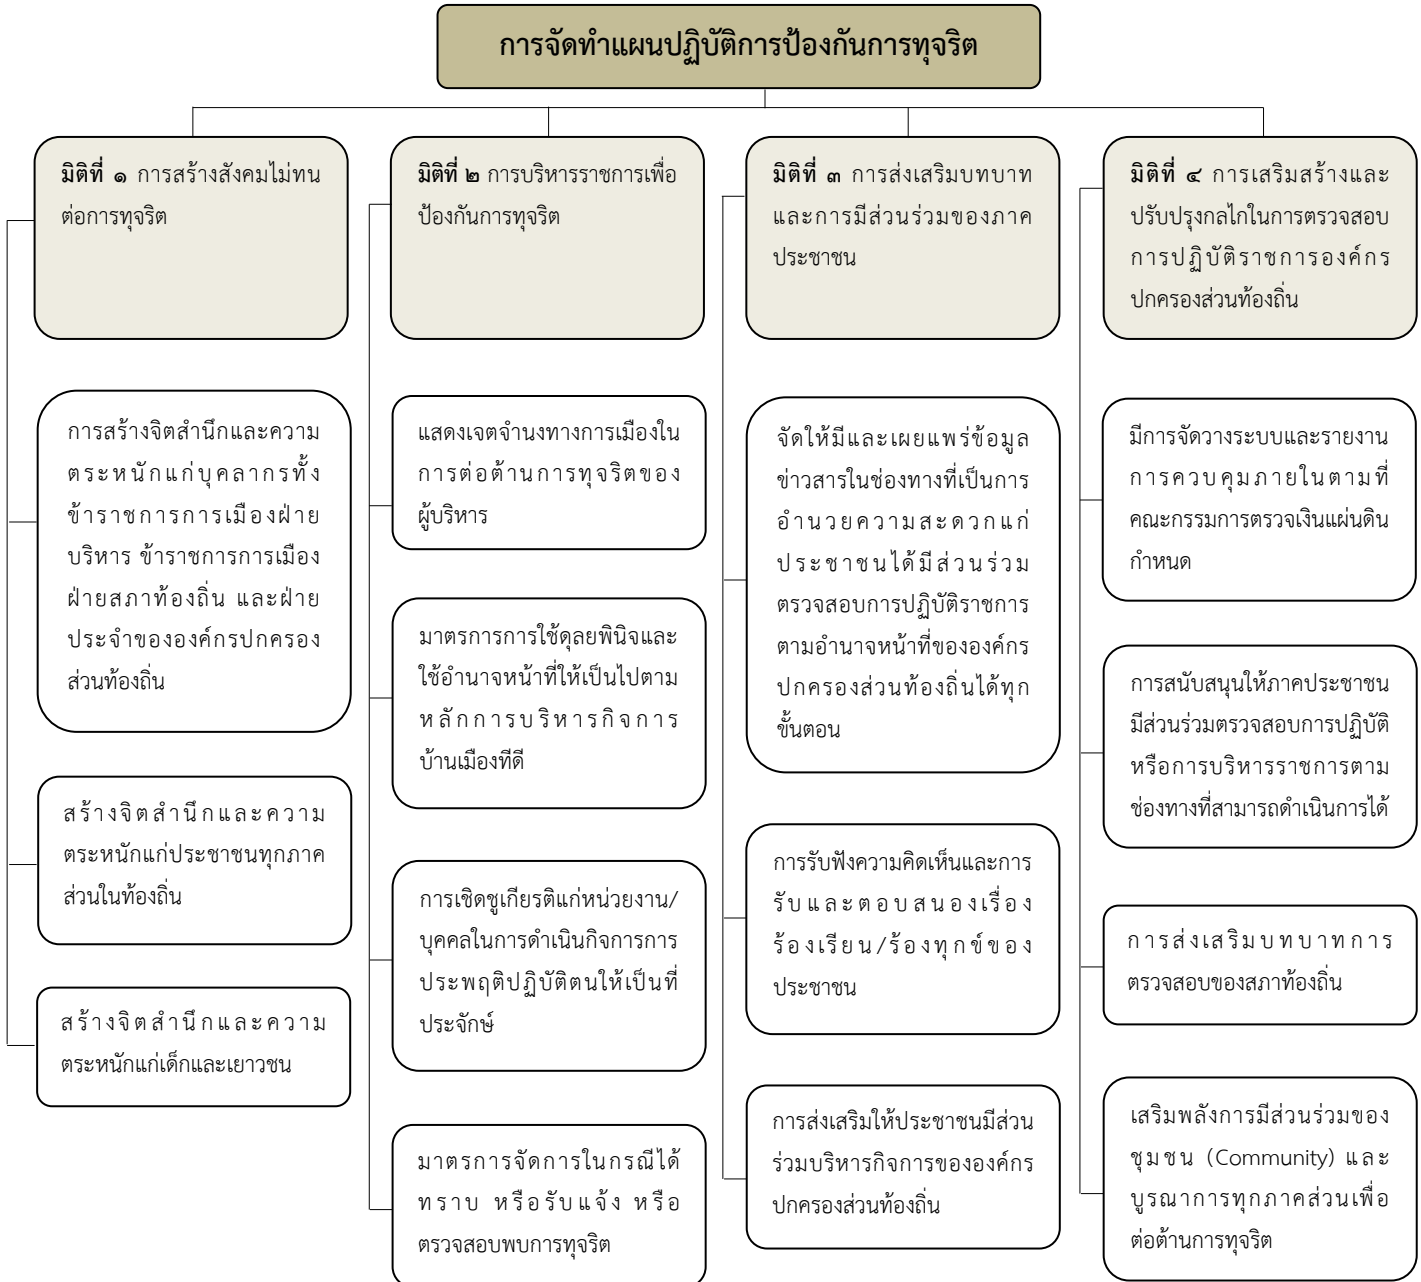 การจัดทำแผนปฏิบัติการป้องกันการทุจริต
มิติที่ ๑ การสร้างสังคมไม่ทน
ต่อการทุจริต
การสร้างจิตสำนึกและความ
ตระหนักแก่บุคลากรทั้ง
ข้าราชการการเมืองฝ่าย
บริหาร ข้าราชการการเมือง
ฝ่ายสภาท้องถิ่น และฝ่าย
ประจำขององค์กรปกครอง
ส่วนท้องถิ่น
สร้างจิตสำนึกและความ
ตระหนักแก่ประชาชนทุกภาค
ส่วนในท้องถิ่น
สร้างจิตสำนึกและความ
ตระหนักแก่เด็กและเยาวชน
มิติที่ ๒ การบริหารราชการเพื่อ
ป้องกันการทุจริต
แสดงเจตจำนงทางการเมืองใน
การต่อต้านการทุจริตของ
ผู้บริหาร
มาตรการการใช้ดุลยพินิจและ
ใช้อำนาจหน้าที่ให้เป็นไปตาม
หลักการบริหารกิจการ
บ้านเมืองทีดี
การเชิดชูเกียรติแก่หน่วยงาน/
บุคคลในการดำเนินกิจการการ
ประพฤติปฏิบัติตนให้เป็นที่
ประจักษ์
มาตรการจัดการในกรณีได้
ทราบ หรือรับแจ้ง หรือ
ตรวจสอบพบการทุจริต
มิติที่ ๓ การส่งเสริมบทบาท
และการมีส่วนร่วมของภาค
ประชาชน
จัดให้มีและเผยแพร่ข้อมูล
ข่าวสารในช่องทางที่เป็นการ
อำนวยความสะดวกแก่
ประชาชนได้มีส่วนร่วม
ตรวจสอบการปฏิบัติราชการ
ตามอำนาจหน้าที่ขององค์กร
ปกครองส่วนท้องถิ่นได้ทุก
ขั้นตอน
การรับฟังความคิดเห็นและการ
รับและตอบสนองเรื่อง
ร้องเรียน/ร้องทุกข์ของ
ประชาชน
การส่งเสริมให้ประชาชนมีส่วน
ร่วมบริหารกิจการขององค์กร
ปกครองส่วนท้องถิ่น
มิติที่ ๔ การเสริมสร้างและ
ปรับปรุงกลไกในการตรวจสอบ
การปฏิบัติราชการองค์กร
ปกครองส่วนท้องถิ่น
มีการจัดวางระบบและรายงาน
การควบคุมภายในตามที่
คณะกรรมการตรวจเงินแผ่นดิน
กำหนด
การสนับสนุนให้ภาคประชาชน
มีส่วนร่วมตรวจสอบการปฏิบัติ
หรือการบริหารราชการตาม
ช่องทางที่สามารถดำเนินการได้
การส่งเสริมบทบาทการ
ตรวจสอบของสภาท้องถิ่น
เสริมพลังการมีส่วนร่วมของ
ชุมชน (Community) และ
บูรณาการทุกภาคส่วนเพื่อ
ต่อต้านการทุจริต